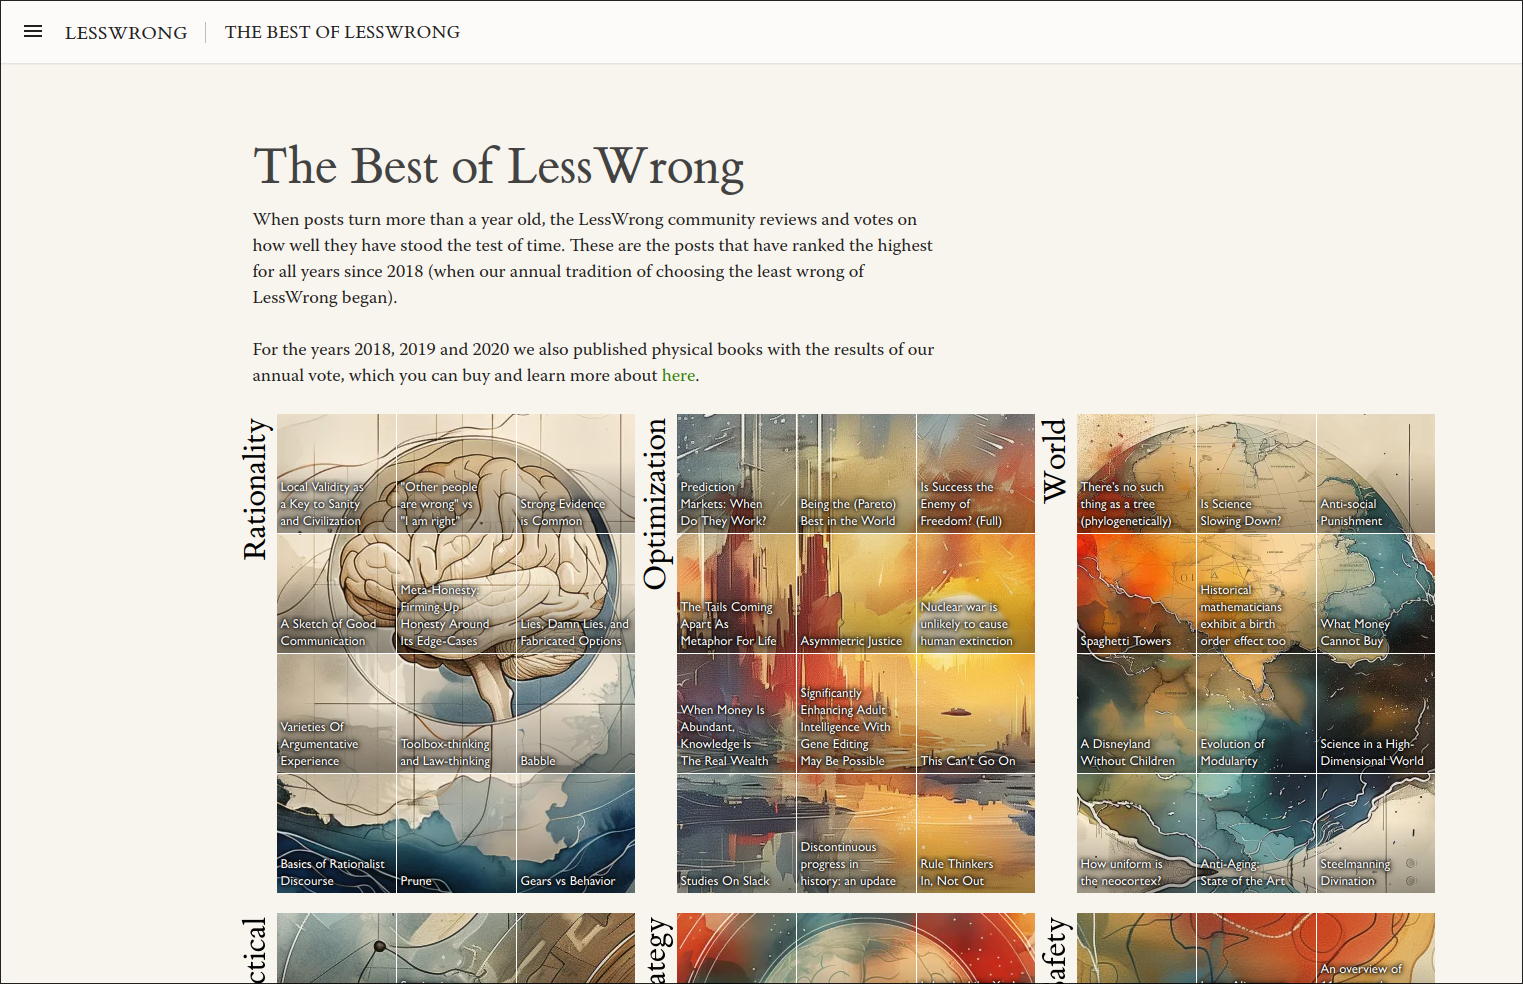 LESSWRONG
THE BEST OF LESSWRONG
The Best of LessWrong
When posts turn more than a year old, the LessWrong community reviews and votes on
how well they have stood the test of time. These are the posts that have ranked the highest
for all years since 2018 (when our annual tradition of choosing the least wrong of
LessWrong began).
For the years 2018, 2019 and 2020 we also published physical books with the results of our
annual vote, which you can buy and learn more about here.
Rationality
Local Validity as
a Key to Sanity
and Civilization
"Other people
are wrong" vs
"I am right"
Strong Evidence
is Common
A Sketch of Good
Communication
Meta-Honesty:
Firming Up
Honesty Around
Its Edge-Cases
Lies, Damn Lies, and
Fabricated Options
Varieties Of
Argumentative
Experience
Toolbox-thinking
and Law-thinking
Babble
Basics of Rationalist
Discourse
Prune
Gears vs Behavior
Optimization
Prediction
Markets: When
Do They Work?
Being the (Pareto)
Best in the World
Is Success the
Enemy of
Freedom? (Full)
The Tails Coming
Apart As
Metaphor For Life
Asymmetric Justice
Nuclear war is
unlikely to cause
human extinction
When Money Is
Abundant,
Knowledge Is
The Real Wealth
Significantly
Enhancing Adult
Intelligence With
Gene Editing
May Be Possible
This Can't Go On
Studies On Slack
Discontinuous
progress in
history: an update
Rule Thinkers
In, Not Out
World
There's no such
thing as a tree
(phylogenetically)
Is Science
Slowing Down?
Anti-social
Punishment
Spaghetti Towers
Historical
mathematicians
exhibit a birth
order effect too
What Money
Cannot Buy
A Disneyland
Without Children
Evolution of
Modularity
Science in a High-
Dimensional World
How uniform is
the neocortex?
Anti-Aging:
State of the Art
Steelmanning
Divination
ctical
ategy
afety
An overview of